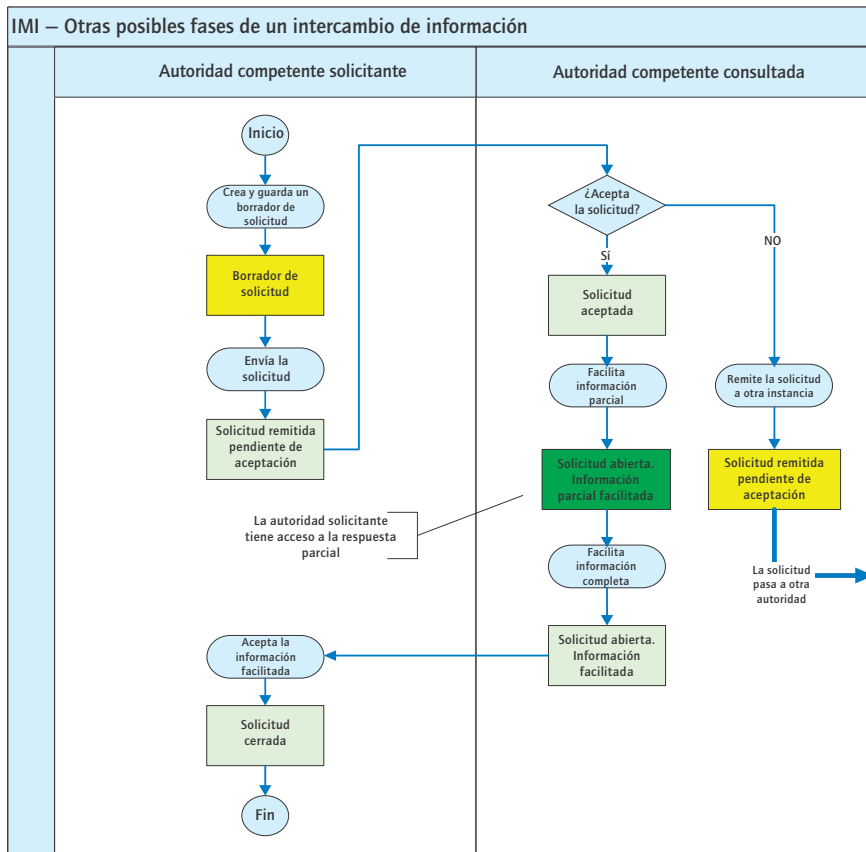 IMI – Otras posibles fases de un intercambio de información
Autoridad competente solicitante
Autoridad competente consultada
Inicio
Crea y guarda un
borrador de
solicitud
Borrador de
solicitud
Envía la
solicitud
Solicitud remitida
pendiente de
aceptación
¿Acepta
la solicitud?
NO
Sí
Solicitud
aceptada
Facilita
información
parcial
Remite la solicitud
a otra instancia
Solicitud abierta.
Información
parcial facilitada
Solicitud remitida
pendiente de
aceptación
La autoridad solicitante
tiene acceso a la respuesta
parcial
Facilita
información
completa
La solicitud
pasa a otra
autoridad
Solicitud abierta.
Información
facilitada
Acepta la
información
facilitada
Solicitud
cerrada
Fin